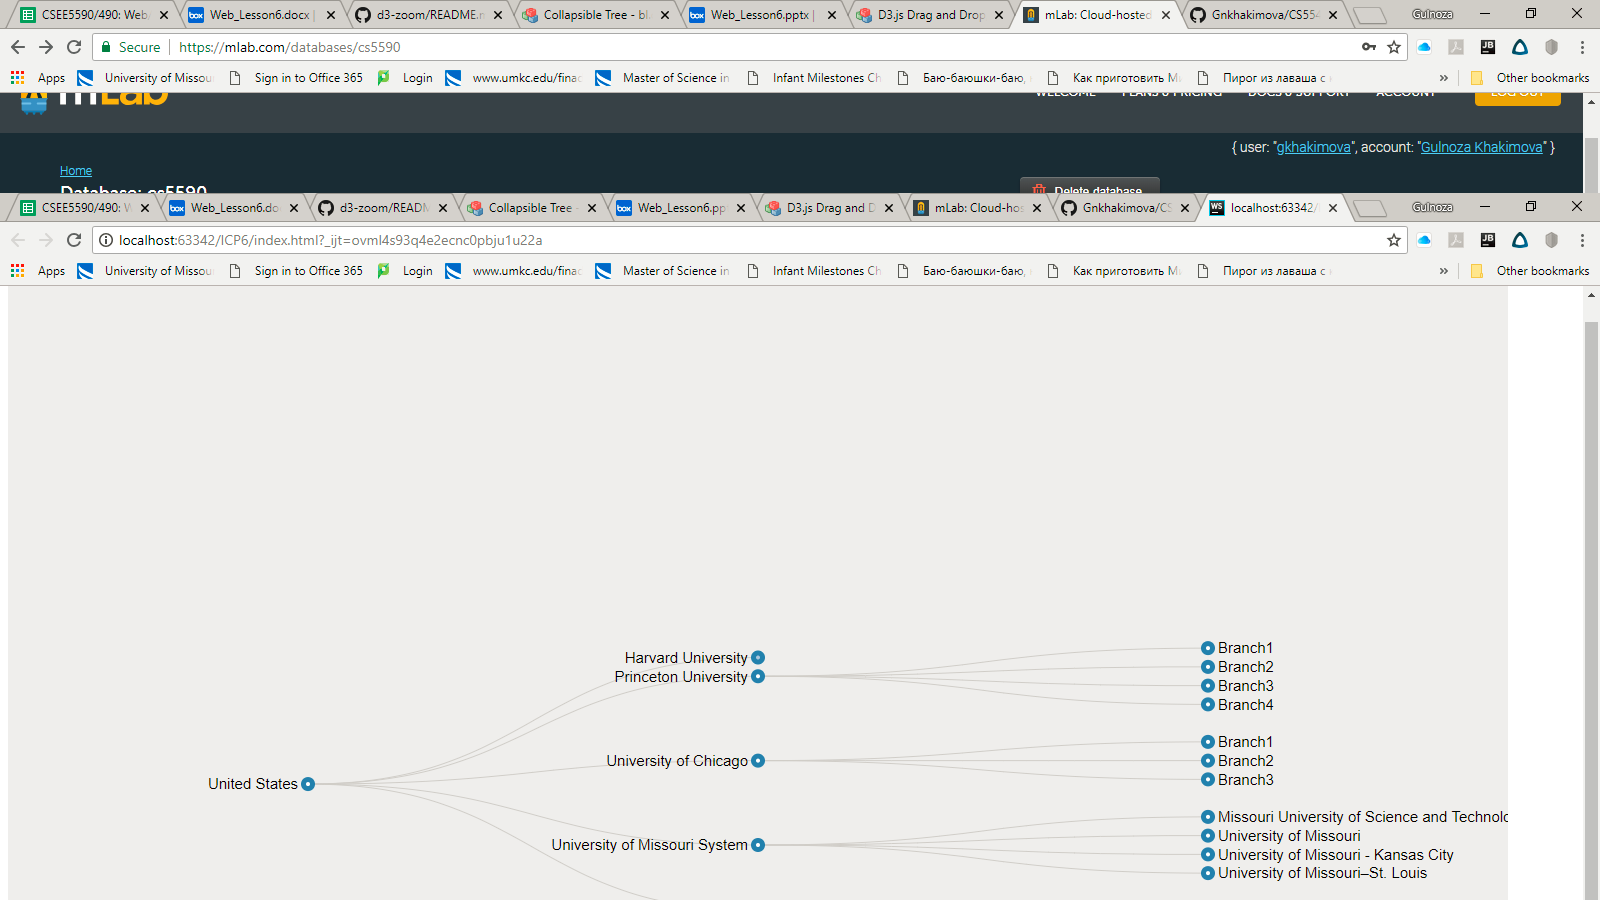 CSEE5590/490: Web/
Web_Lesson6.docx |
d3-zoom/README.m
Collapsible Tree - bl.
Web_Lesson6.pptx |
D3.js Drag and Drop
mLab: Cloud-hosted
Gnkhakimova/CS554
Gulnoza
Secure
https://mlab.com/databases/cs5590
Apps
University of Missou
Sign in to Office 365
Login
www.umkc.edu/finac
Master of Science in
Infant Milestones Ch
Баю-баюшки-баю,
Как приготовить М
Пирог из лаваша с
»
Other bookmarks
mLab
WELCOME
PLANS & PRICING
DOCS & SUPPORT
ACCOUNT
LOG OUT
{ user: "gkhakimova", account: "Gulnoza Khakimova" }
Home
Database: cs5590
Delete database
CSEE5590/490: W
Web_Lesson6.do
d3-zoom/READM
Collapsible Tree -
Web_Lesson6.pp
D3.js Drag and D
mLab: Cloud-hos
Gnkhakimova/CS
localhost:63342/
Gulnoza
localhost:63342/ICP6/index.html?_ijt=ovml4s93q4e2ecnc0pbju1u22a
Apps
University of Missou
Sign in to Office 365
Login
www.umkc.edu/finac
Master of Science in
Infant Milestones Ch
Баю-баюшки-баю,
Как приготовить М
Пирог из лаваша с
»
Other bookmarks
United States
Harvard University
Princeton University
University of Chicago
University of Missouri System
Branch1
Branch2
Branch3
Branch4
Branch1
Branch2
Branch3
Missouri University of Science and Technolo
University of Missouri
University of Missouri - Kansas City
University of Missouri–St. Louis